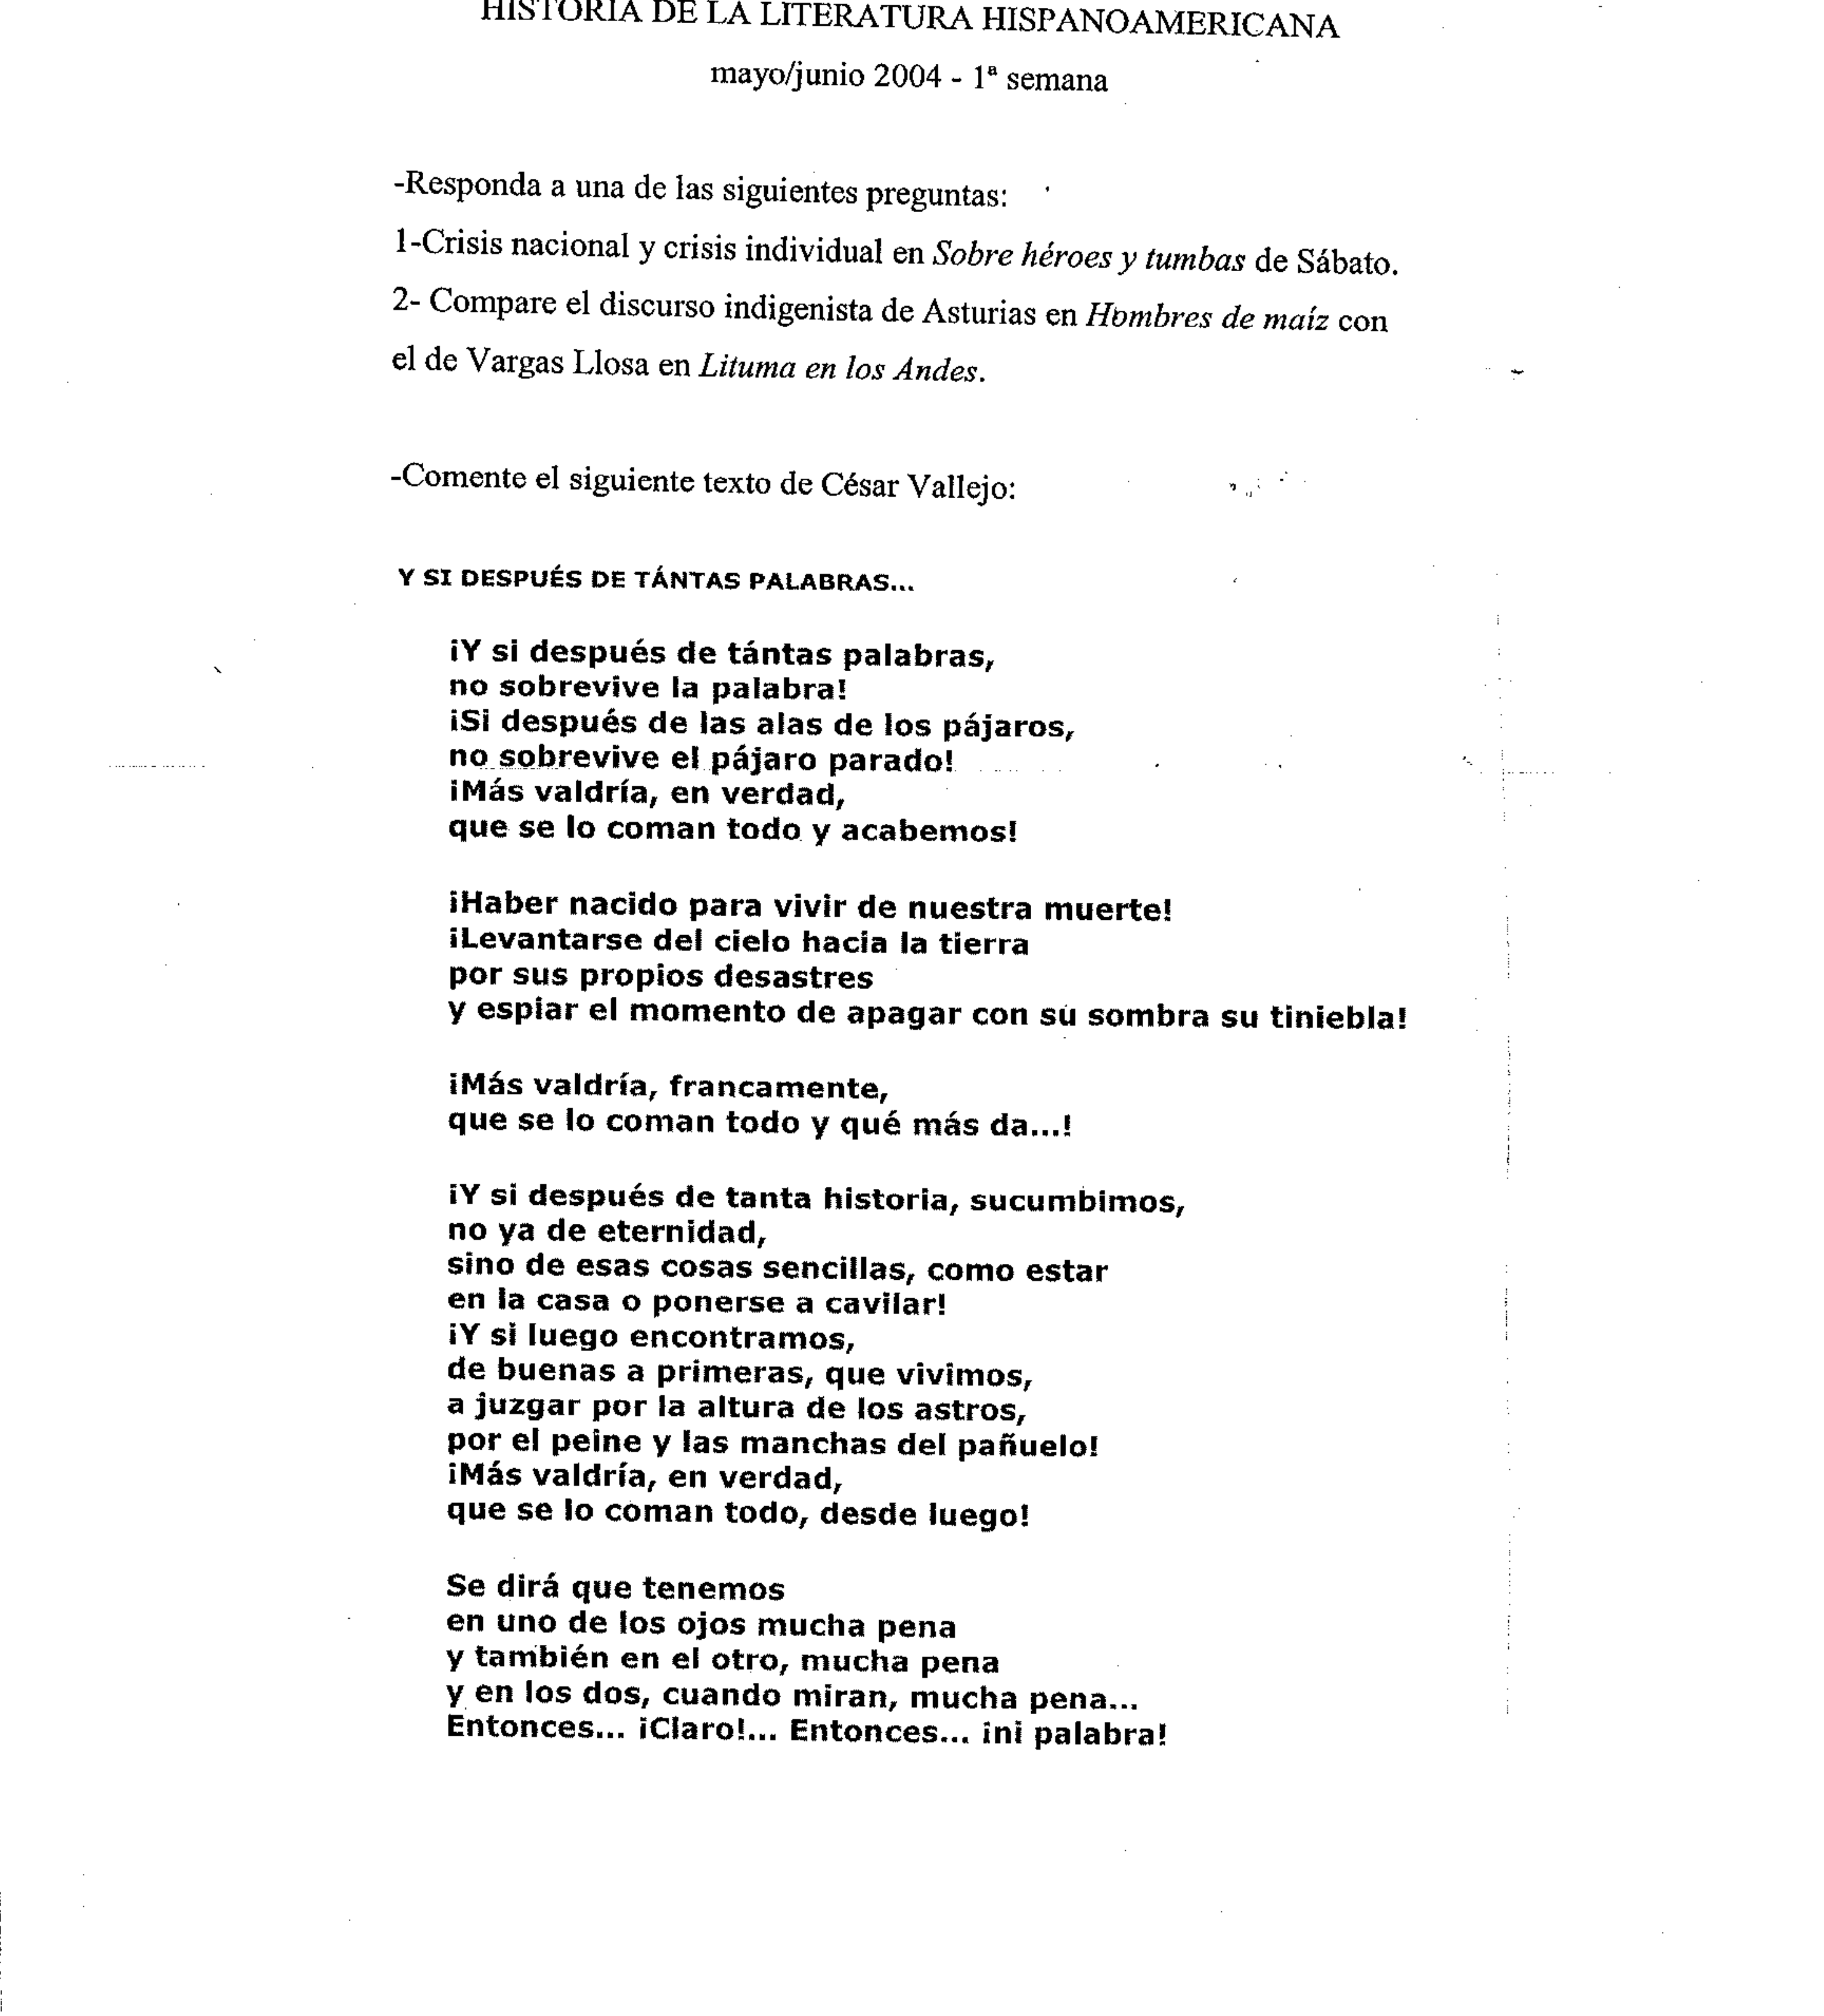 HISTORIA DE LA LITERATURA HISPANOAMERICANA
mayo/junio 2004 - 1ª semana
-Responda a una de las siguientes preguntas:
1-Crisis nacional y crisis individual en Sobre héroes y tumbas de Sábato.
2- Compare el discurso indigenista de Asturias en Hombres de maíz con
el de Vargas Llosa en Lituma en los Andes.
-Comente el siguiente texto de César Vallejo:
Y SI DESPUÉS DE TÁNTAS PALABRAS...
¡Y si después de tántas palabras,
no sobrevive la palabra!
¡Si después de las alas de los pájaros,
no sobrevive el pájaro parado!
¡Más valdría, en verdad,
que se lo coman todo y acabemos!
¡Haber nacido para vivir de nuestra muerte!
¡Levantarse del cielo hacia la tierra
por sus propios desastres
y espiar el momento de apagar con su sombra su tiniebla!
¡Más valdría, francamente,
que se lo coman todo y qué más da...!
¡Y si después de tanta historia, sucumbimos,
no ya de eternidad,
sino de esas cosas sencillas, como estar
en la casa o ponerse a cavilar!
¡Y si luego encontramos,
de buenas a primeras, que vivimos,
a juzgar por la altura de los astros,
por el peine y las manchas del pañuelo!
¡Más valdría, en verdad,
que se lo coman todo, desde luego!
Se dirá que tenemos
en uno de los ojos mucha pena
y también en el otro, mucha pena
y en los dos, cuando miran, mucha pena...
Entonces... ¡Claro!... Entonces... ¡ni palabra!